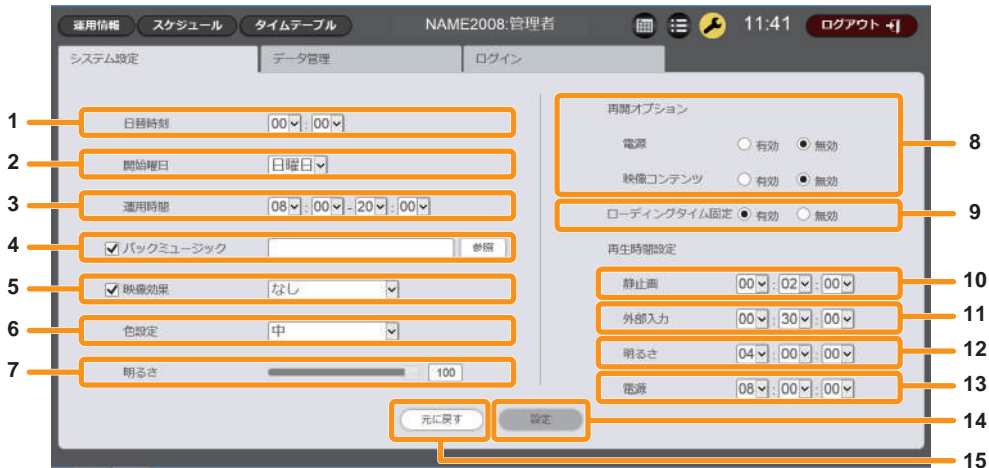 運用情報 スケジュール タイムテーブル NAME2008:管理者 11:41 ログアウト
システム設定 データ管理 ログイン
1 日替時刻 00 : 00
2 開始曜日 日曜日
3 運用時間 08 : 00 - 20 : 00
4 バックミュージック 参照
5 映像効果 なし
6 色設定 中
7 明るさ 100
再開オプション
電源 有効 無効 8
映像コンテンツ 有効 無効
ローディングタイム固定 有効 無効 9
再生時間設定
静止画 00 : 02 : 00 10
外部入力 00 : 30 : 00 11
明るさ 04 : 00 : 00 12
電源 08 : 00 : 00 13
元に戻す 設定 14
15